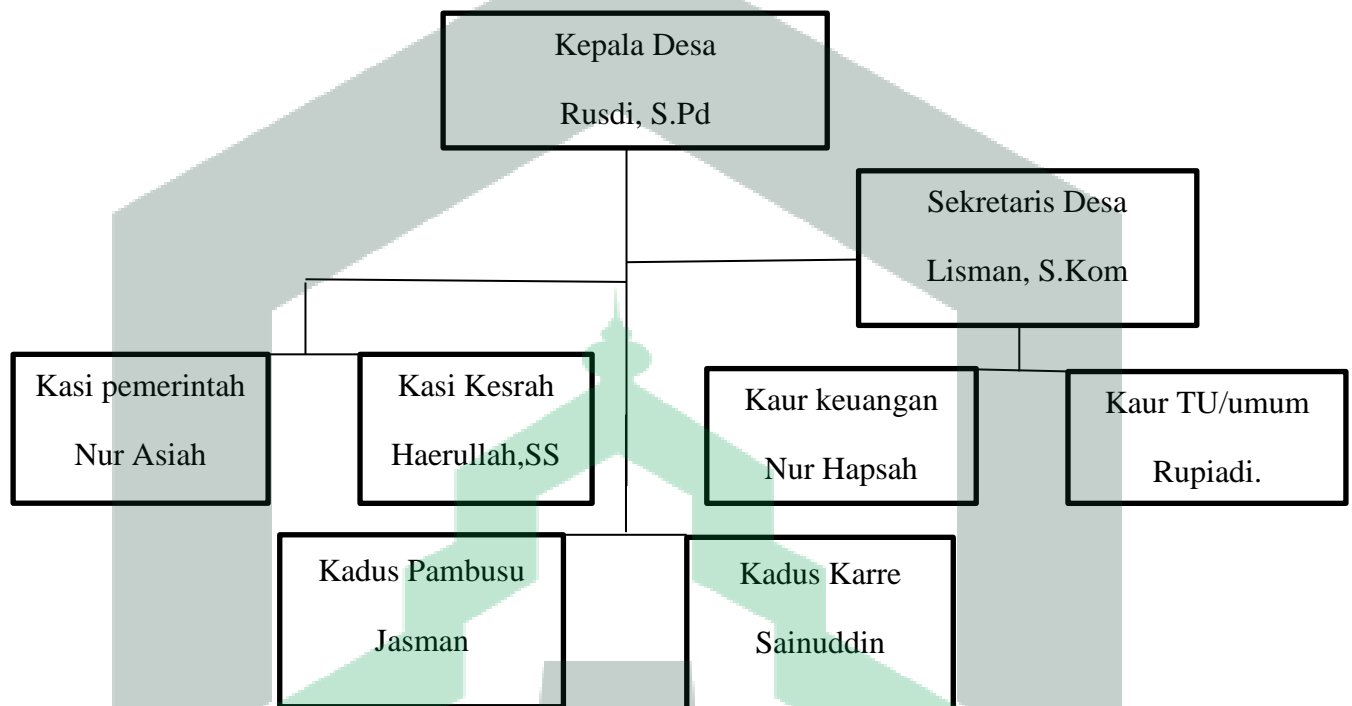 Kepala Desa
Rusdi, S.Pd
Sekretaris Desa
Lisman, S.Kom
Kasi pemerintah
Nur Asiah
Kasi Kesrah
Haerullah,SS
Kaur keuangan
Nur Hapsah
Kaur TU/umum
Rupiadi.
Kadus Pambusu
Jasman
Kadus Karre
Sainuddin